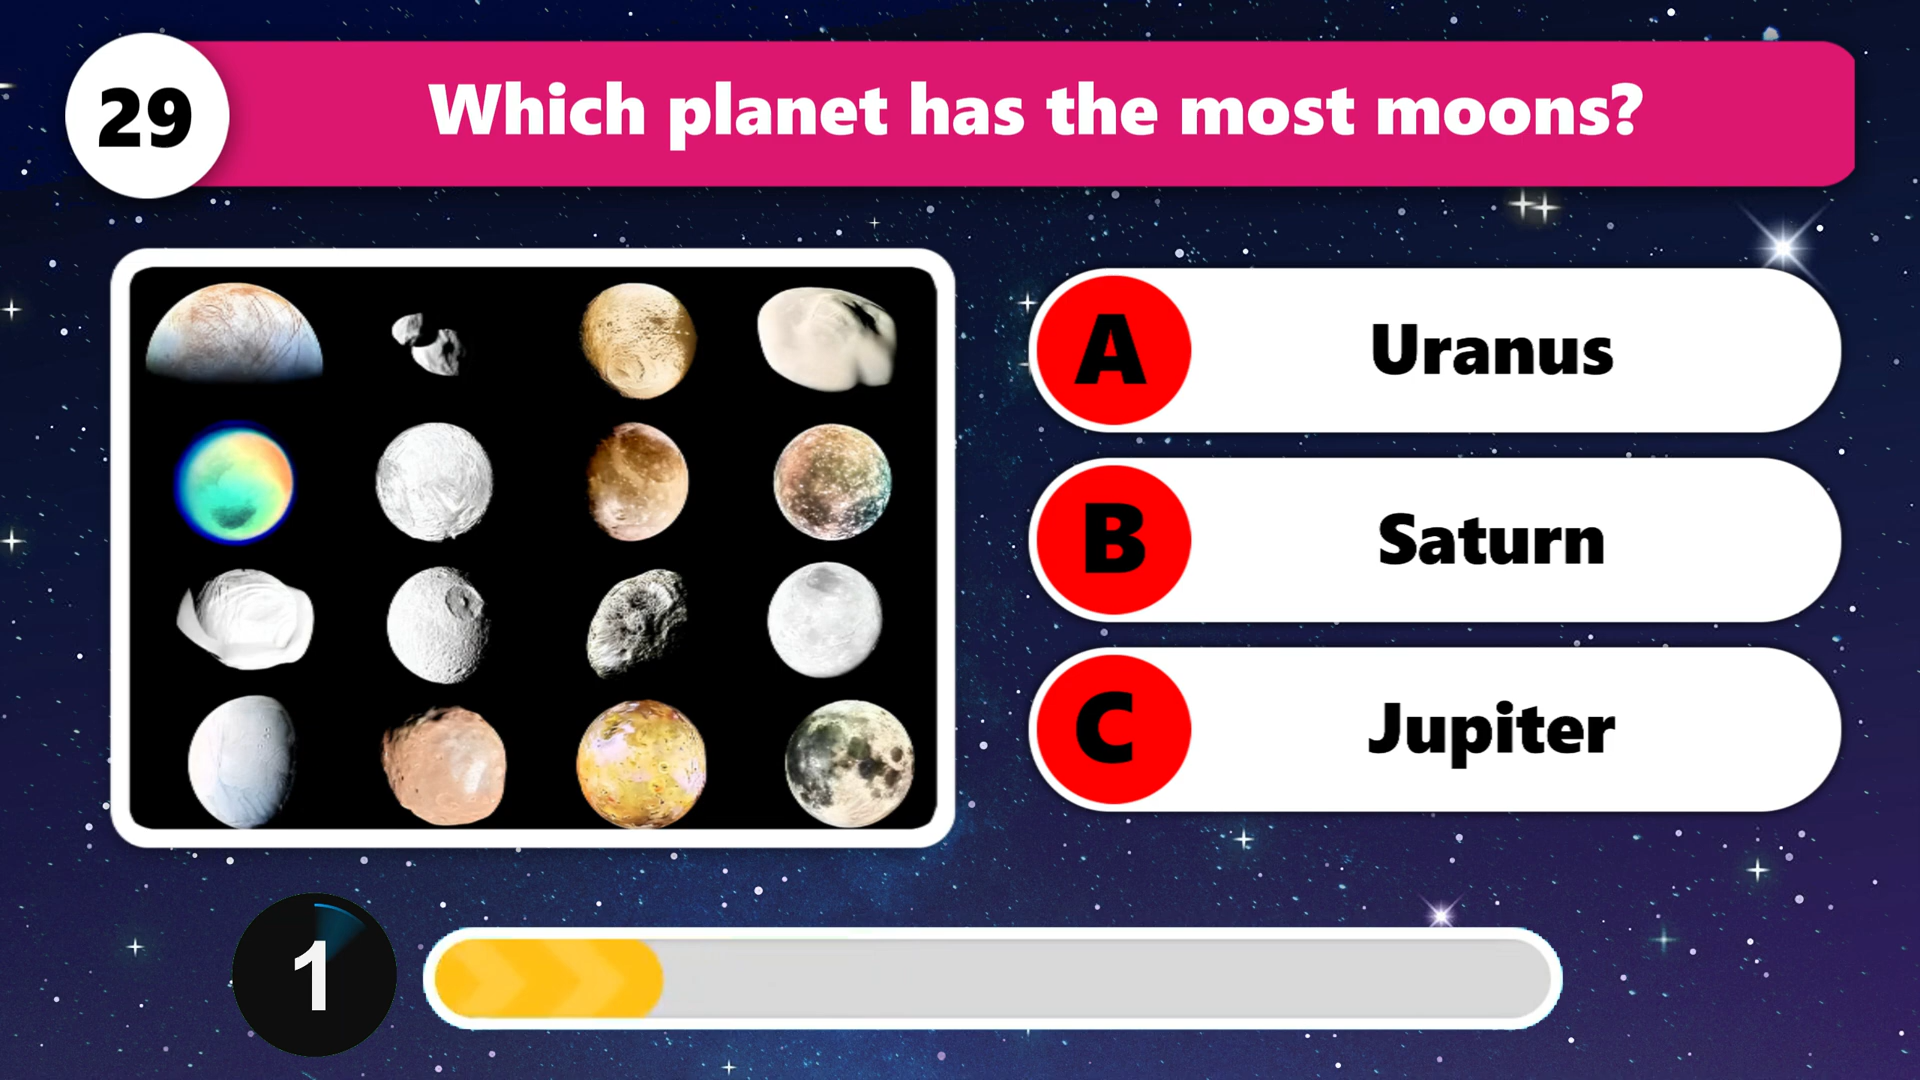 29
Which planet has the most moons?
A
Uranus
B
Saturn
C
Jupiter
1